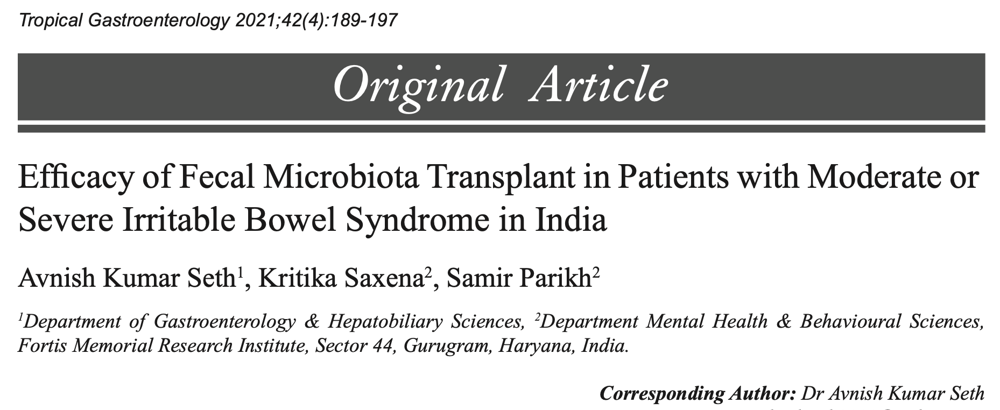 Tropical Gastroenterology 2021;42(4):189-197
Original Article
Efficacy of Fecal Microbiota Transplant in Patients with Moderate or
Severe Irritable Bowel Syndrome in India
Avnish Kumar Seth¹, Kritika Saxena², Samir Parikh²
¹Department of Gastroenterology & Hepatobiliary Sciences, ²Department Mental Health & Behavioural Sciences,
Fortis Memorial Research Institute, Sector 44, Gurugram, Haryana, India.
Corresponding Author: Dr Avnish Kumar Seth